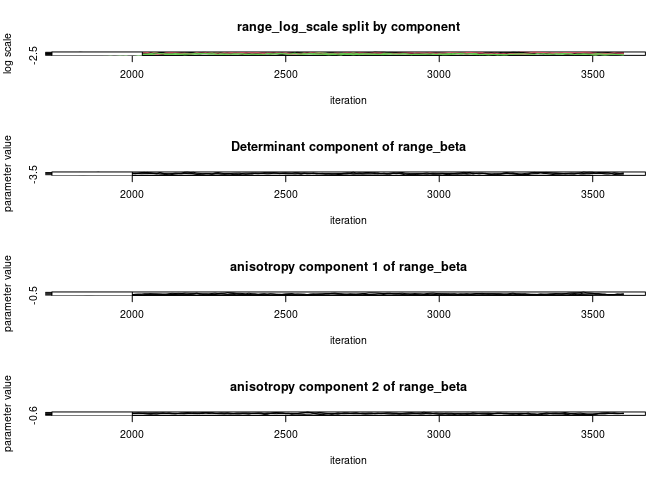 range_log_scale split by component
log scale
-2.5
2000 2500 3000 3500
iteration
Determinant component of range_beta
parameter value
-3.5
2000 2500 3000 3500
iteration
anisotropy component 1 of range_beta
parameter value
-0.5
2000 2500 3000 3500
iteration
anisotropy component 2 of range_beta
parameter value
-0.6
2000 2500 3000 3500
iteration